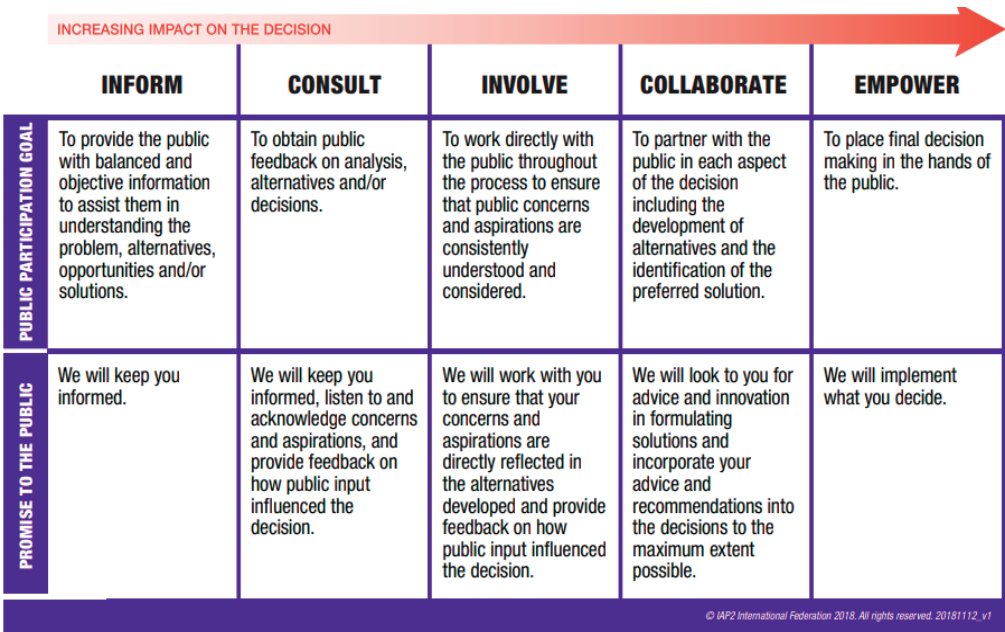 INCREASING IMPACT ON THE DECISION
INFORM
CONSULT
INVOLVE
COLLABORATE
EMPOWER
PUBLIC PARTICIPATION GOAL
To provide the public
with balanced and
objective information
to assist them in
understanding the
problem, alternatives,
opportunities and/or
solutions.
To obtain public
feedback on analysis,
alternatives and/or
decisions.
To work directly with
the public throughout
the process to ensure
that public concerns
and aspirations are
consistently
understood and
considered.
To partner with the
public in each aspect
of the decision
including the
development of
alternatives and the
identification of the
preferred solution.
To place final decision
making in the hands of
the public.
PROMISE TO THE PUBLIC
We will keep you
informed.
We will keep you
informed, listen to and
acknowledge concerns
and aspirations, and
provide feedback on
how public input
influenced the
decision.
We will work with you
to ensure that your
concerns and
aspirations are
directly reflected in
the alternatives
developed and provide
feedback on how
public input influenced
the decision.
We will look to you for
advice and innovation
in formulating
solutions and
incorporate your
advice and
recommendations into
the decisions to the
maximum extent
possible.
We will implement
what you decide.
© IAP2 International Federation 2018. All rights reserved. 20181112_v1